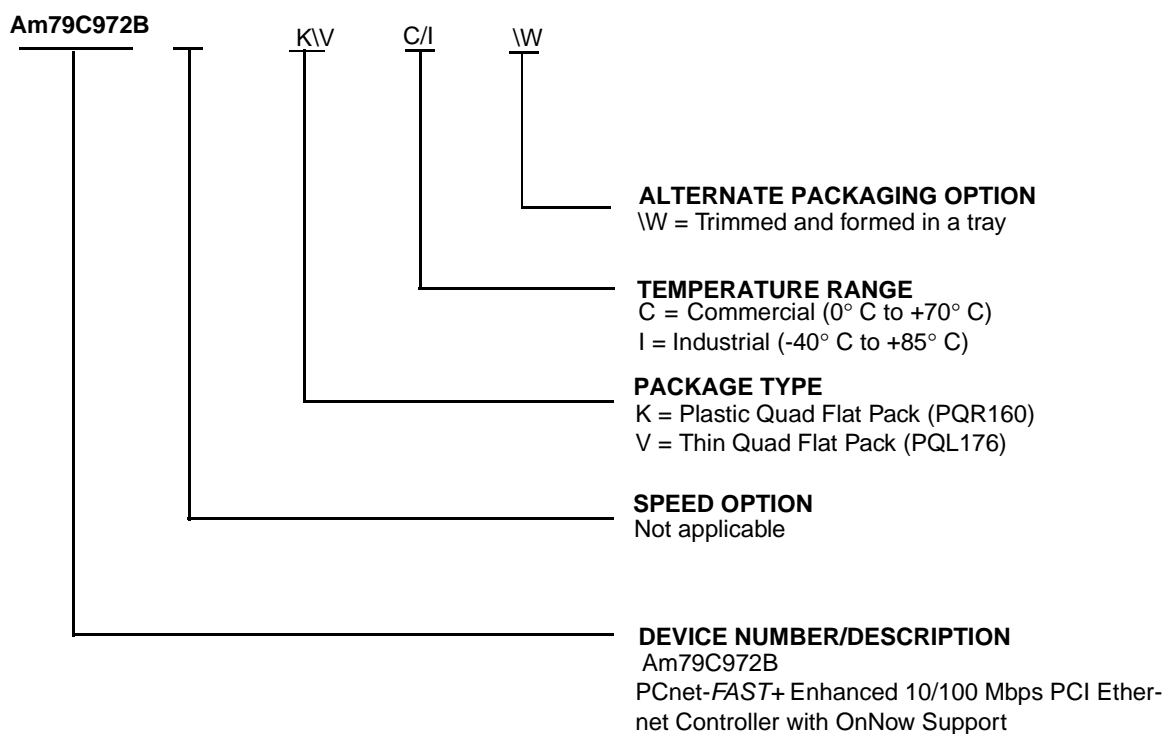 Am79C972B K\V C/I \W
ALTERNATE PACKAGING OPTION
\W = Trimmed and formed in a tray
TEMPERATURE RANGE
C = Commercial (0° C to +70° C)
I = Industrial (-40° C to +85° C)
PACKAGE TYPE
K = Plastic Quad Flat Pack (PQR160)
V = Thin Quad Flat Pack (PQL176)
SPEED OPTION
Not applicable
DEVICE NUMBER/DESCRIPTION
Am79C972B
PCnet-FAST+ Enhanced 10/100 Mbps PCI Ether-
net Controller with OnNow Support